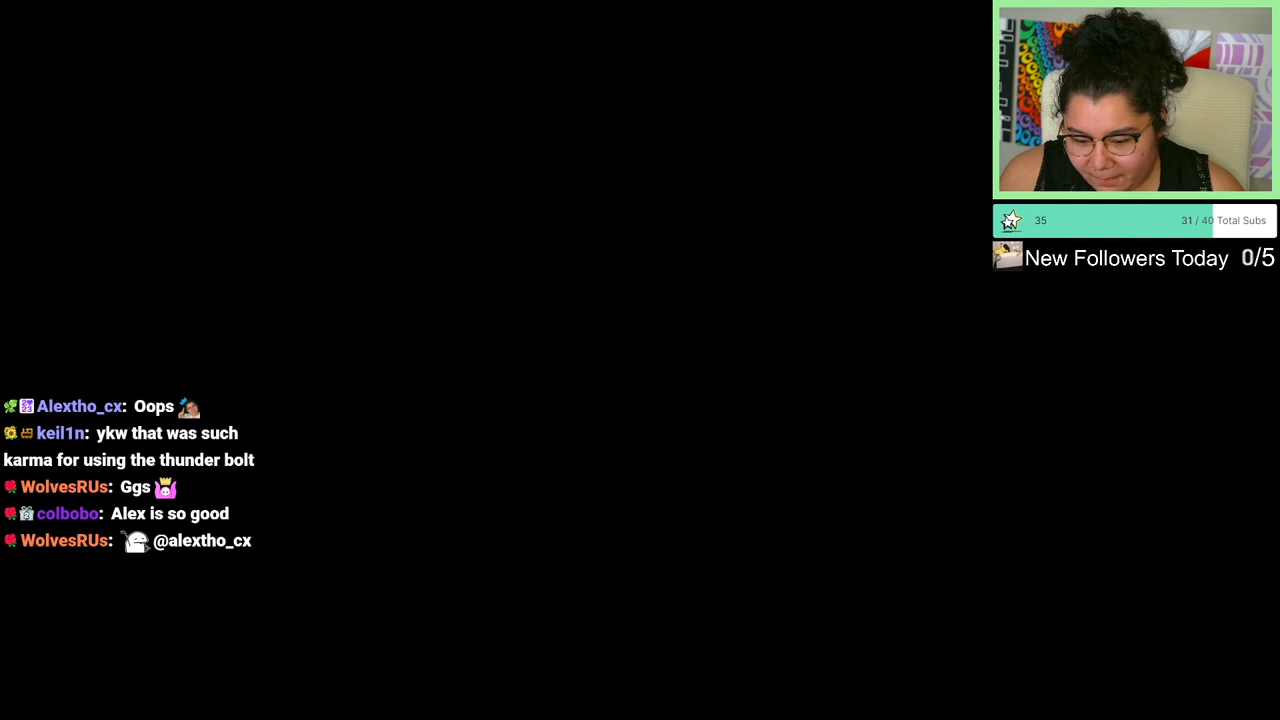 35 31 / 40 Total Subs
New Followers Today 0/5
Alextho_cx: Oops
keil1n: ykw that was such
karma for using the thunder bolt
WolvesRUs: Ggs
colbobo: Alex is so good
WolvesRUs: @alextho_cx